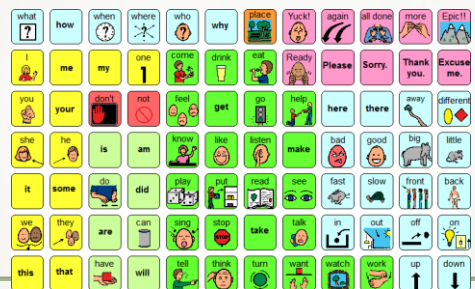 what how when where who why place Yuck! again all done more Epic!!
I me my one come drink eat Ready Please Sorry. Thank you. Excuse me.
you your don't not feel get go help here there away different
she he is am know like listen make bad good big little
it some do did play put read see fast slow front back
we they are can sing stop take talk in out off on
this that have will tell think turn want watch work up down